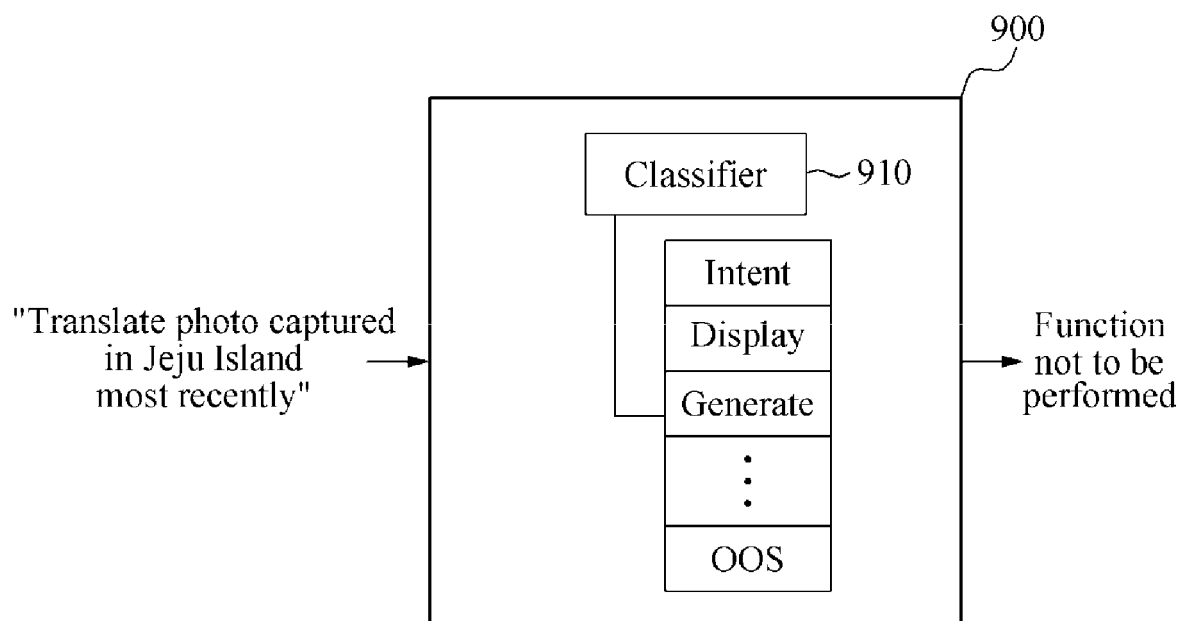 900
Classifier
910
Intent
Display
Generate
OOS
"Translate photo captured
in Jeju Island
most recently"
Function
not to be
performed